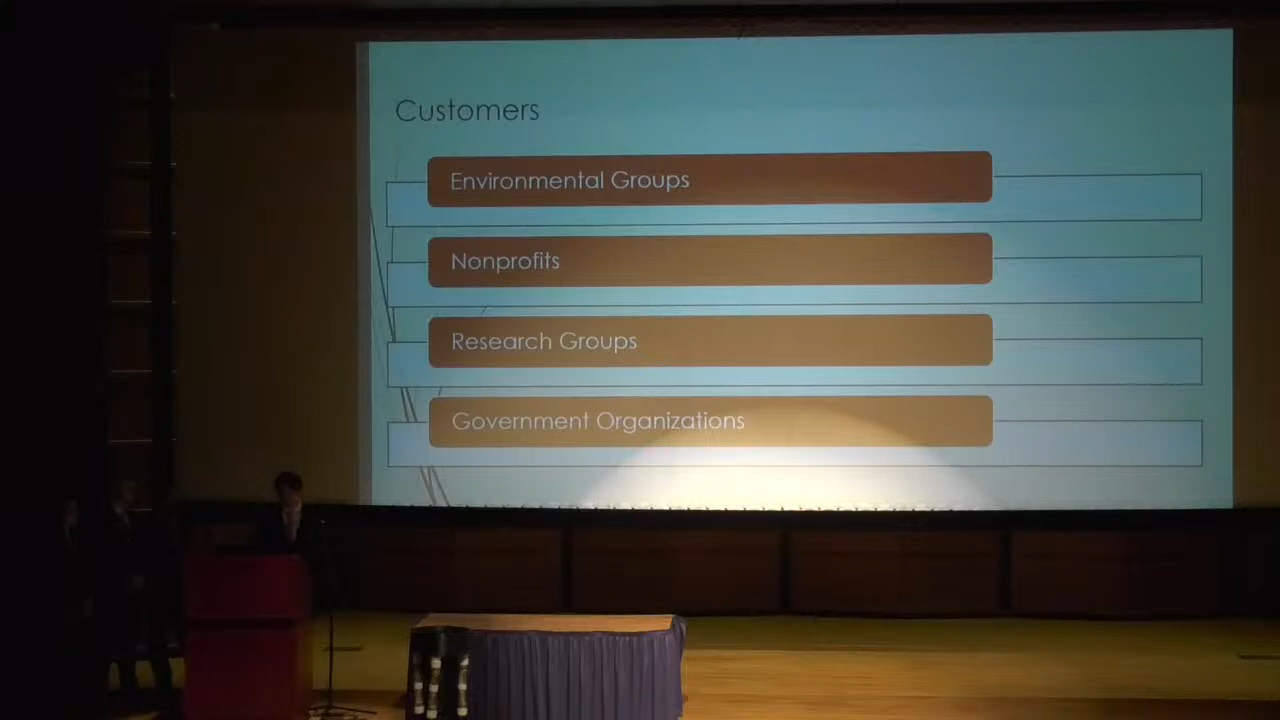 Customers
Environmental Groups
Nonprofits
Research Groups
Government Organizations